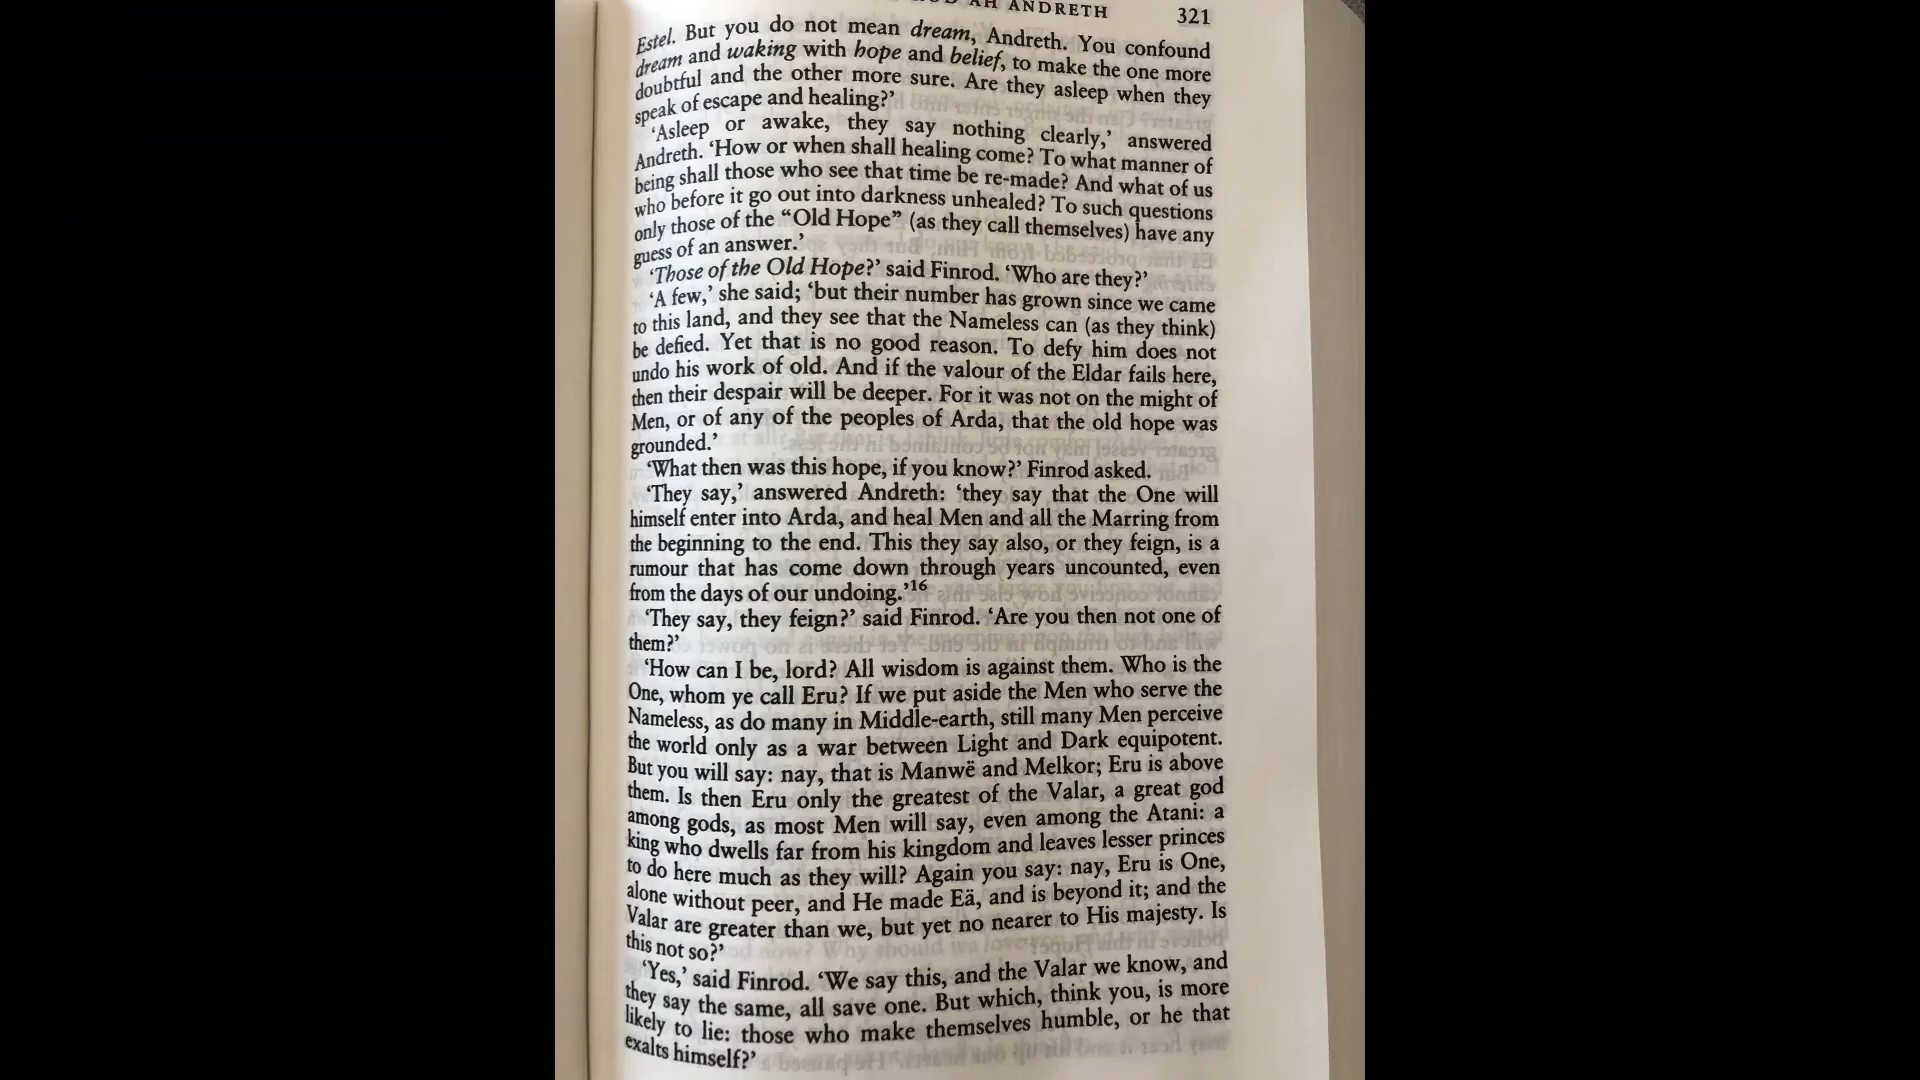 AH ANDRETH 321
Estel. But you do not mean dream, Andreth. You confound
dream and waking with hope and belief, to make the one more
doubtful and the other more sure. Are they asleep when they
speak of escape and healing?’
‘Asleep or awake, they say nothing clearly,’ answered
Andreth. ‘How or when shall healing come? To what manner of
being shall those who see that time be re-made? And what of us
who before it go out into darkness unhealed? To such questions
only those of the “Old Hope” (as they call themselves) have any
guess of an answer.’
‘Those of the Old Hope?’ said Finrod. ‘Who are they?’
‘A few,’ she said; ‘but their number has grown since we came
to this land, and they see that the Nameless can (as they think)
be defied. Yet that is no good reason. To defy him does not
undo his work of old. And if the valour of the Eldar fails here,
then their despair will be deeper. For it was not on the might of
Men, or of any of the peoples of Arda, that the old hope was
grounded.’
‘What then was this hope, if you know?’ Finrod asked.
‘They say,’ answered Andreth: ‘they say that the One will
himself enter into Arda, and heal Men and all the Marring from
the beginning to the end. This they say also, or they feign, is a
rumour that has come down through years uncounted, even
from the days of our undoing.’16
‘They say, they feign?’ said Finrod. ‘Are you then not one of
them?’
‘How can I be, lord? All wisdom is against them. Who is the
One, whom ye call Eru? If we put aside the Men who serve the
Nameless, as do many in Middle-earth, still many Men perceive
the world only as a war between Light and Dark equipotent.
But you will say: nay, that is Manwë and Melkor; Eru is above
them. Is then Eru only the greatest of the Valar, a great god
among gods, as most Men will say, even among the Atani: a
king who dwells far from his kingdom and leaves lesser princes
to do here much as they will? Again you say: nay, Eru is One,
alone without peer, and He made Eä, and is beyond it; and the
Valar are greater than we, but yet no nearer to His majesty. Is
this not so?’
‘Yes,’ said Finrod. ‘We say this, and the Valar we know, and
they say the same, all save one. But which, think you, is more
likely to lie: those who make themselves humble, or he that
exalts himself?’